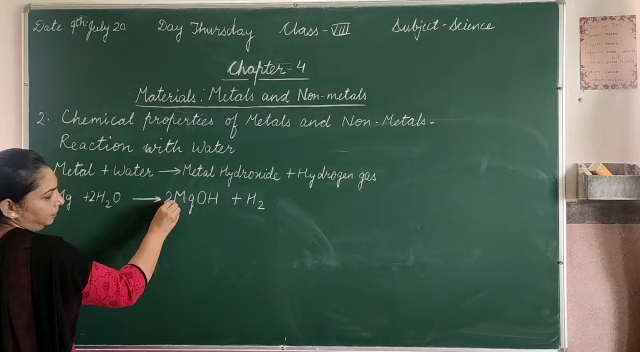 Date 9th July 20 Day Thursday Class - VIII Subject - Science
Chapter-4
Materials: Metals and Non-metals
2. Chemical properties of Metals and Non-Metals-
Reaction with Water
Metal + Water → Metal Hydroxide + Hydrogen gas
Mg + 2H₂O → 2MgOH + H₂